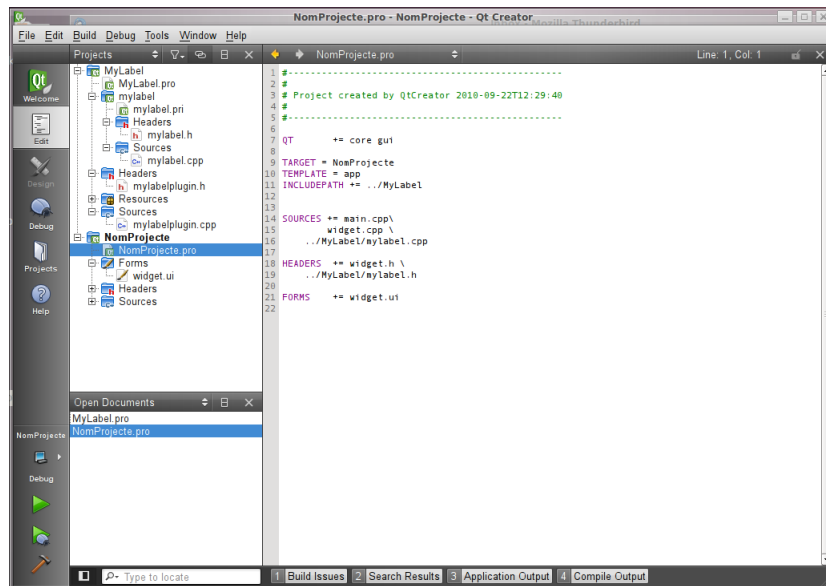 NomProjecte.pro - NomProjecte - Qt Creator
Mozilla Thunderbird
File Edit Build Debug Tools Window Help
Projects
NomProjecte.pro
Line: 1, Col: 1
Qt
Welcome
Edit
Design
Debug
Projects
Help
NomProjecte
Debug
MyLabel
MyLabel.pro
mylabel
mylabel.pri
Headers
mylabel.h
Sources
mylabel.cpp
Headers
mylabelplugin.h
Resources
Sources
mylabelplugin.cpp
NomProjecte
NomProjecte.pro
Forms
widget.ui
Headers
Sources
Open Documents
MyLabel.pro
NomProjecte.pro
1 #----------------------------------------------------
2 #
3 # Project created by QtCreator 2010-09-22T12:29:40
4 #
5 #----------------------------------------------------
6
7 QT += core gui
8
9 TARGET = NomProjecte
10 TEMPLATE = app
11 INCLUDEPATH += ../MyLabel
12
13
14 SOURCES += main.cpp\
15 widget.cpp \
16 ../MyLabel/mylabel.cpp
17
18 HEADERS += widget.h \
19 ../MyLabel/mylabel.h
20
21 FORMS += widget.ui
22
Type to locate
1 Build Issues 2 Search Results 3 Application Output 4 Compile Output